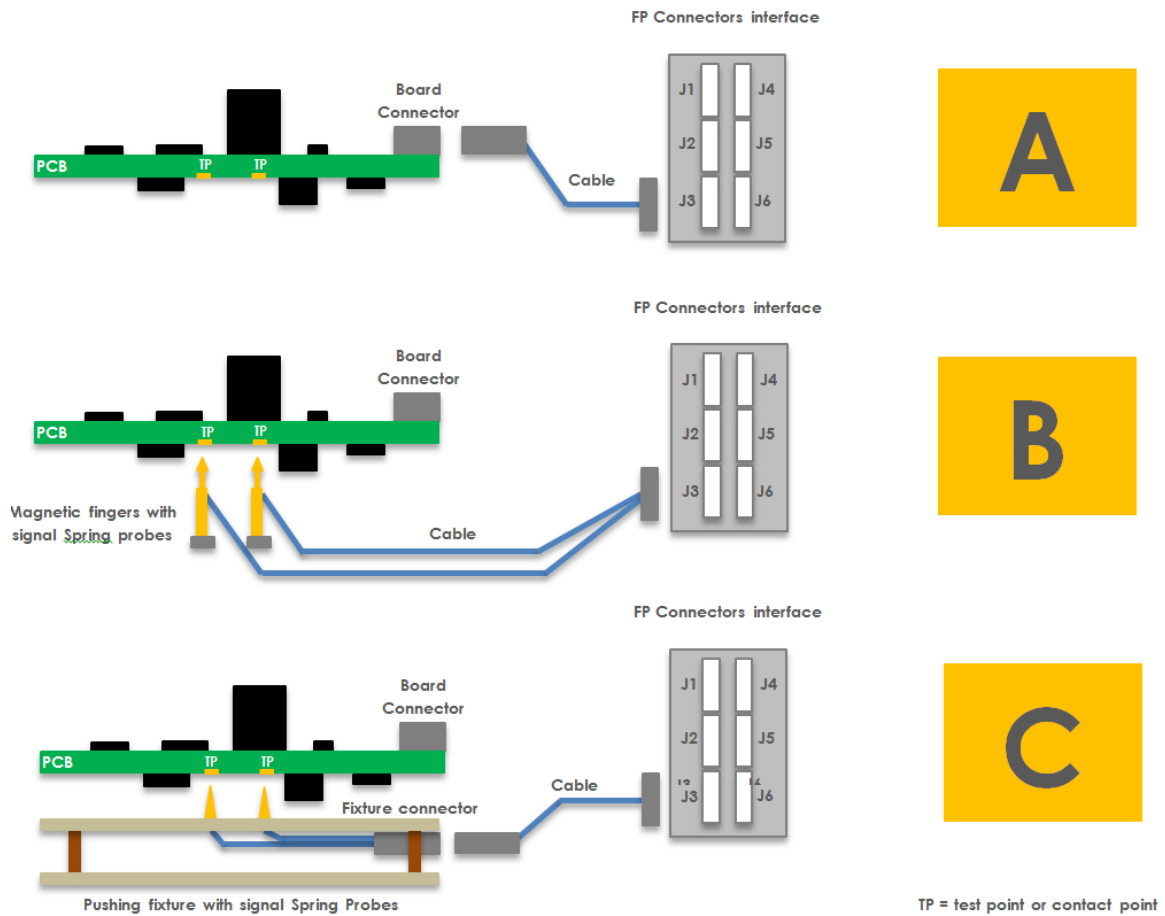 FP Connectors interface
Board
Connector
J1
J4
PCB
TP
TP
J2
J5
Cable
J3
J6
A
FP Connectors interface
Board
Connector
J1
J4
PCB
TP
TP
J2
J5
J3
J6
Magnetic fingers with
signal Spring probes
Cable
B
FP Connectors interface
Board
Connector
J1
J4
PCB
TP
TP
J2
J5
Cable
J3
J6
J3
J6
Fixture connector
C
Pushing fixture with signal Spring Probes
TP = test point or contact point